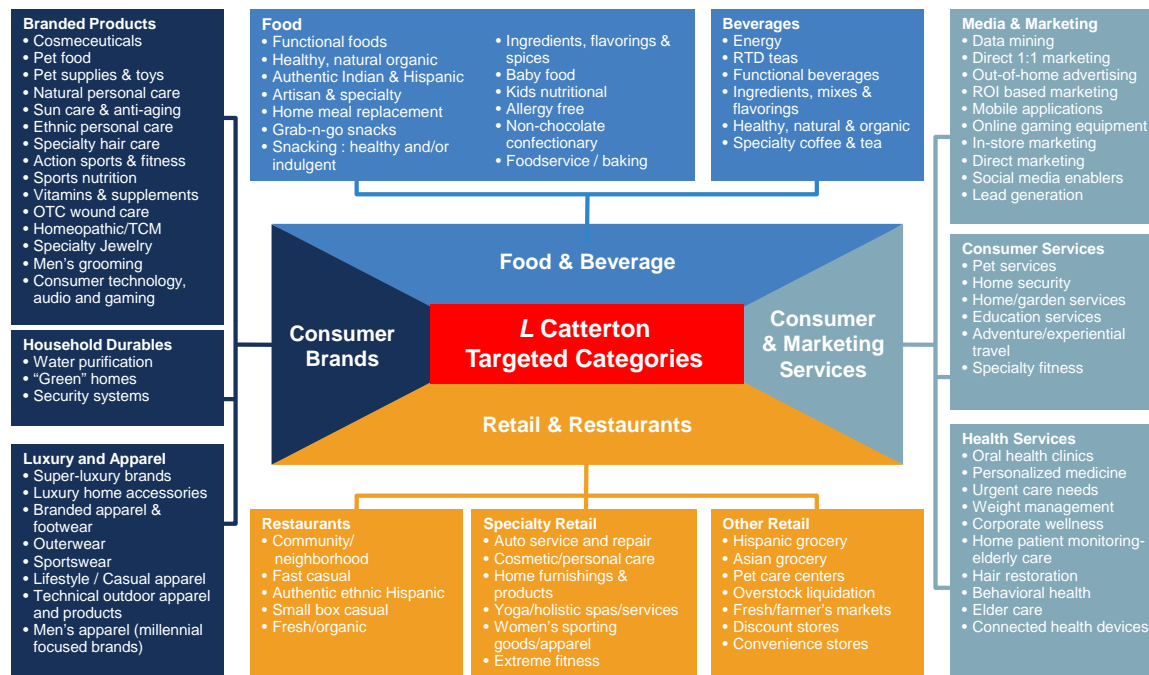 Branded Products
• Cosmeceuticals
• Pet food
• Pet supplies & toys
• Natural personal care
• Sun care & anti-aging
• Ethnic personal care
• Specialty hair care
• Action sports & fitness
• Sports nutrition
• Vitamins & supplements
• OTC wound care
• Homeopathic/TCM
• Specialty Jewelry
• Men's grooming
• Consumer technology,
audio and gaming
Household Durables
• Water purification
• “Green” homes
• Security systems
Luxury and Apparel
• Super-luxury brands
• Luxury home accessories
• Branded apparel &
footwear
• Outerwear
• Sportswear
• Lifestyle / Casual apparel
• Technical outdoor apparel
and products
• Men's apparel (millennial
focused brands)
Food
• Functional foods
• Healthy, natural organic
• Authentic Indian & Hispanic
• Artisan & specialty
• Home meal replacement
• Grab-n-go snacks
• Snacking : healthy and/or
indulgent
• Ingredients, flavorings &
spices
• Baby food
• Kids nutritional
• Allergy free
• Non-chocolate
confectionary
• Foodservice / baking
Beverages
• Energy
• RTD teas
• Functional beverages
• Ingredients, mixes &
flavorings
• Healthy, natural & organic
• Specialty coffee & tea
Food & Beverage
Consumer
Brands
L Catterton
Targeted Categories
Consumer
& Marketing
Services
Retail & Restaurants
Restaurants
• Community/
neighborhood
• Fast casual
• Authentic ethnic Hispanic
• Small box casual
• Fresh/organic
Specialty Retail
• Auto service and repair
• Cosmetic/personal care
• Home furnishings &
products
• Yoga/holistic spas/services
• Women's sporting
goods/apparel
• Extreme fitness
Other Retail
• Hispanic grocery
• Asian grocery
• Pet care centers
• Overstock liquidation
• Fresh/farmer's markets
• Discount stores
• Convenience stores
Media & Marketing
• Data mining
• Direct 1:1 marketing
• Out-of-home advertising
• ROI based marketing
• Mobile applications
• Online gaming equipment
• In-store marketing
• Direct marketing
• Social media enablers
• Lead generation
Consumer Services
• Pet services
• Home security
• Home/garden services
• Education services
• Adventure/experiential
travel
• Specialty fitness
Health Services
• Oral health clinics
• Personalized medicine
• Urgent care needs
• Weight management
• Corporate wellness
• Home patient monitoring-
elderly care
• Hair restoration
• Behavioral health
• Elder care
• Connected health devices